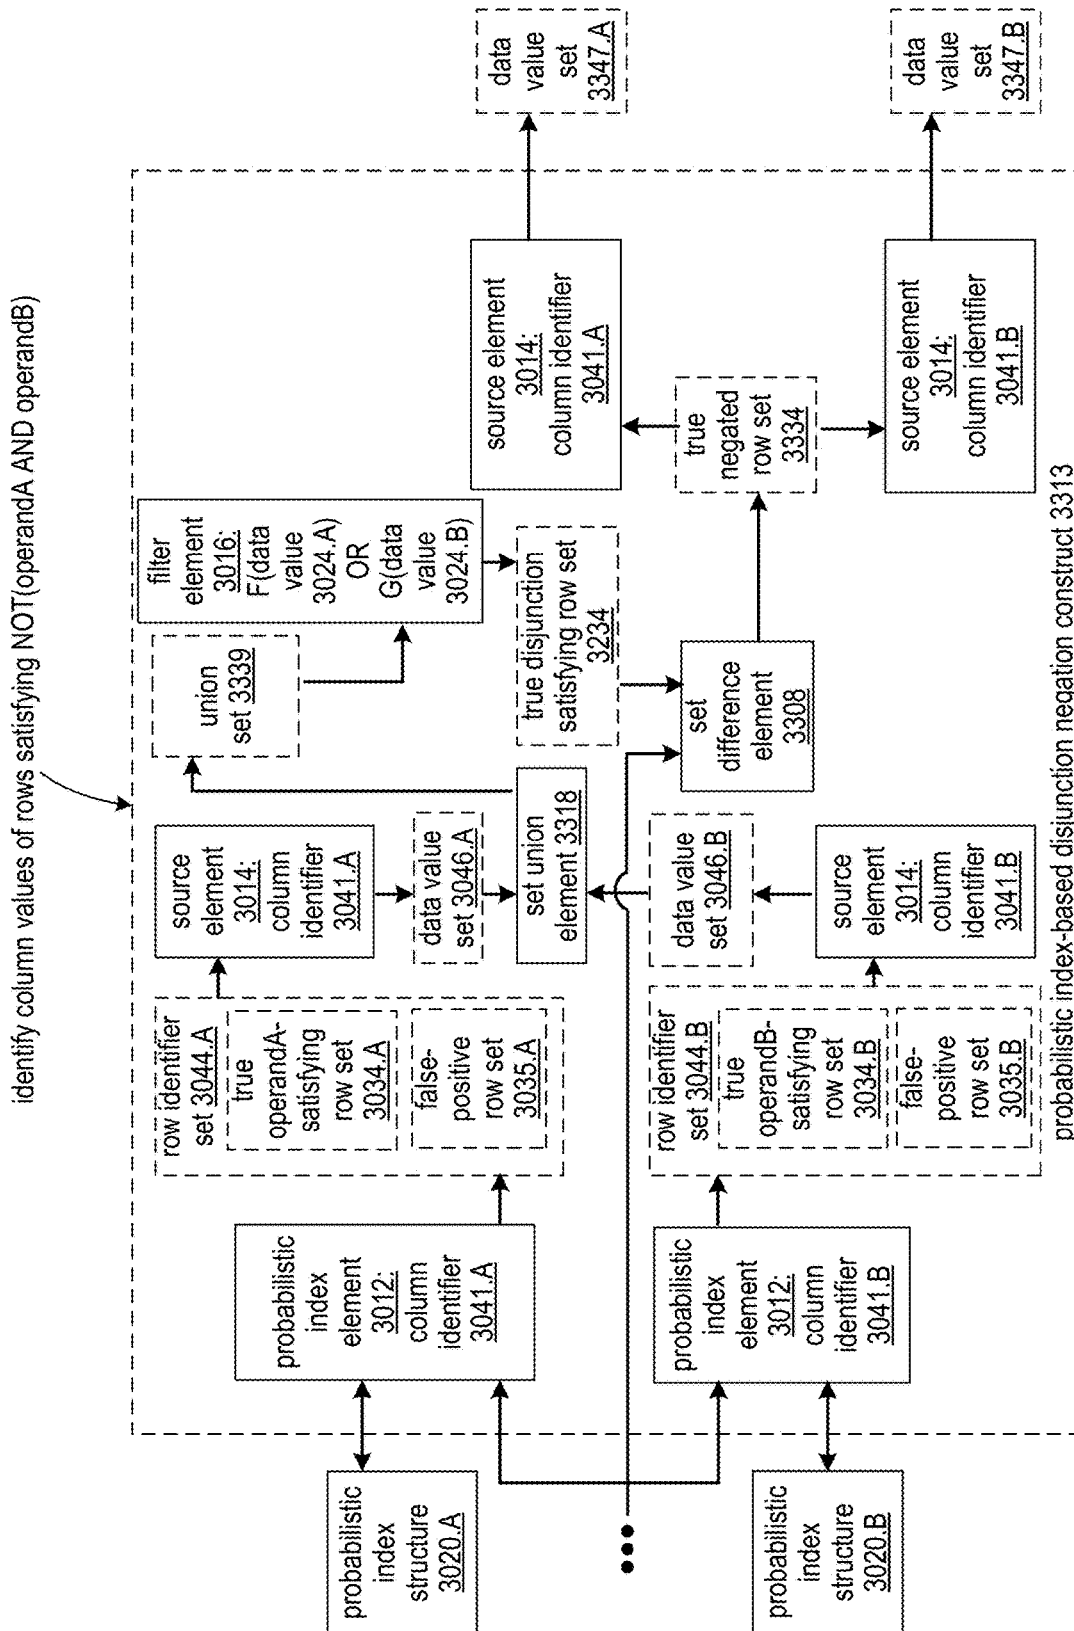 identify column values of rows satisfying NOT(operandA AND operandB)
probabilistic
index
structure
3020.A
probabilistic
index
element
3012:
column
identifier
3041.A
row identifier
set 3044.A
true
operandA-
satisfying
row set
3034.A
false-
positive
row set
3035.A
source
element
3014:
column
identifier
3041.A
data value
set 3046.A
set union
element 3318
union
set 3339
filter
element
3016:
F(data
value
3024.A)
OR
G(data
value
3024.B)
true disjunction
satisfying row set
3234
set
difference
element
3308
true
negated
row set
3334
source element
3014:
column identifier
3041.A
data
value
set
3347.A
probabilistic
index
structure
3020.B
probabilistic
index
element
3012:
column
identifier
3041.B
row identifier
set 3044.B
true
operandB-
satisfying
row set
3034.B
false-
positive
row set
3035.B
source
element
3014:
column
identifier
3041.B
data value
set 3046.B
source element
3014:
column identifier
3041.B
data
value
set
3347.B
probabilistic index-based disjunction negation construct 3313